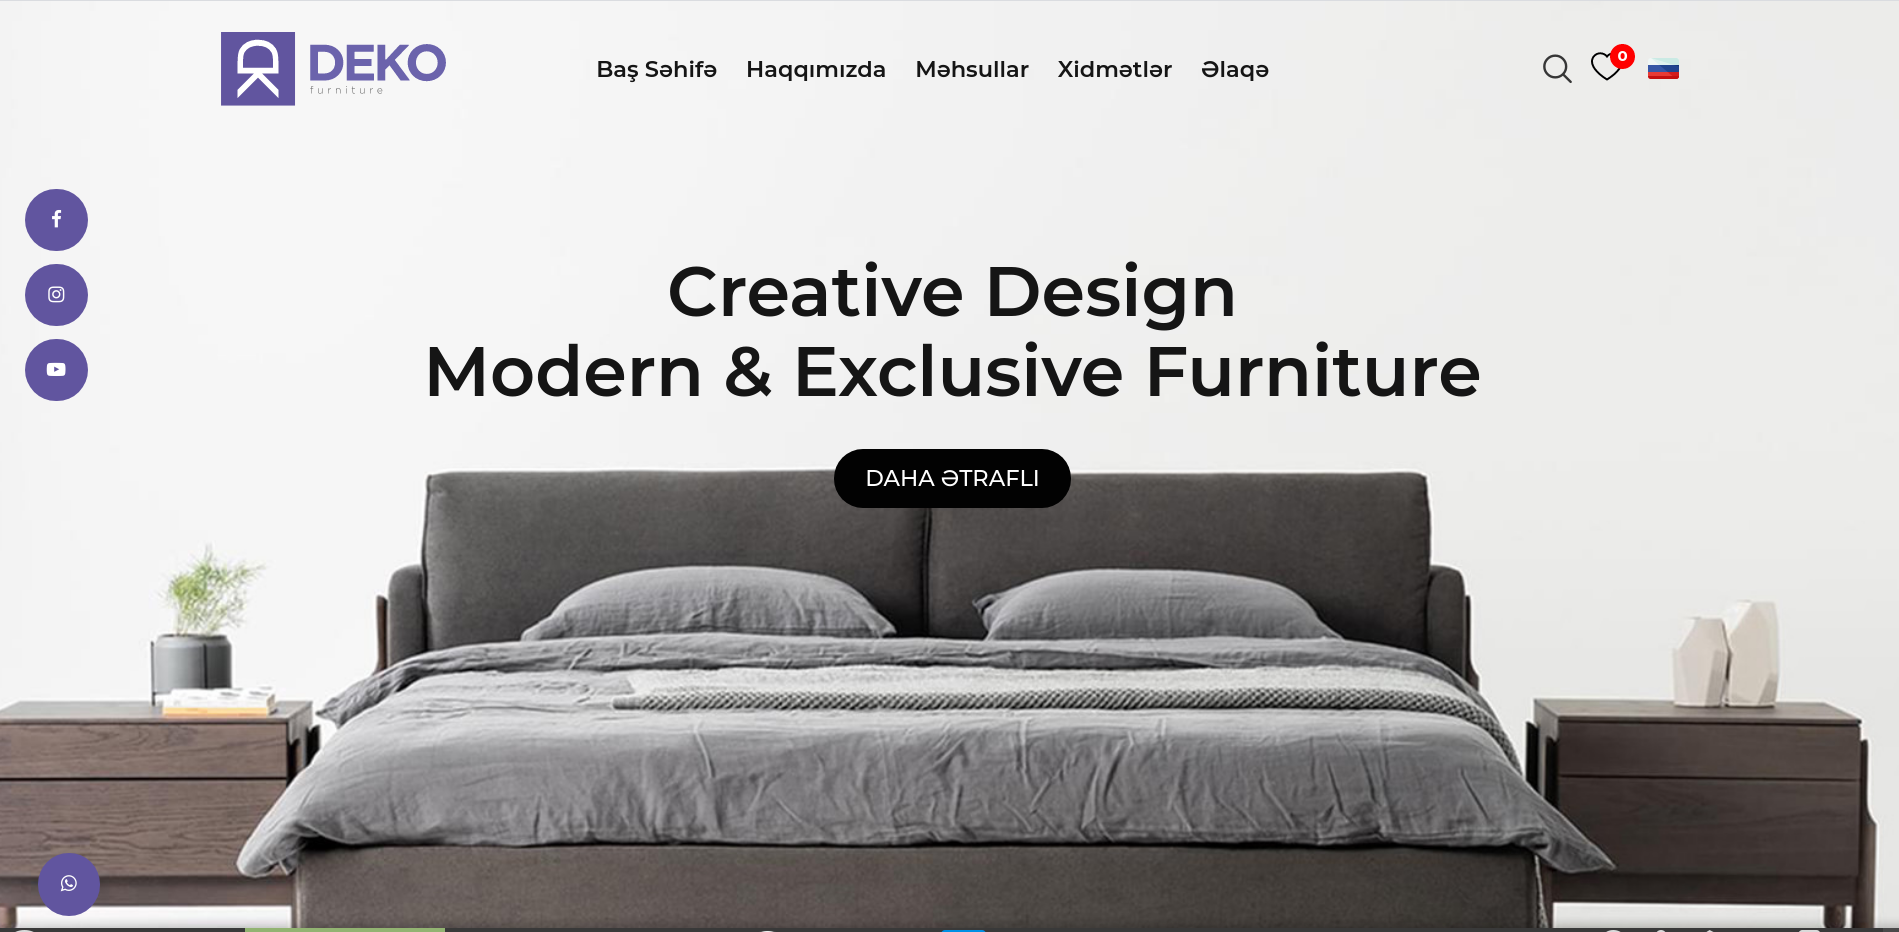 DEKO
furniture
Baş Səhifə Haqqımızda Məhsullar Xidmətlər Əlaqə
0
Creative Design
Modern & Exclusive Furniture
DAHA ƏTRAFLI